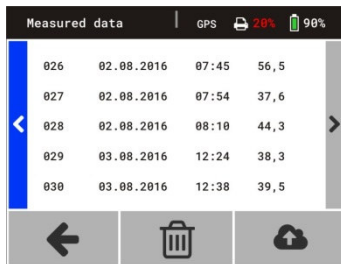 Measured data GPS 20% 90%
026 02.08.2016 07:45 56,5
027 02.08.2016 07:54 37,6
028 02.08.2016 08:10 44,3
029 03.08.2016 12:24 38,3
030 03.08.2016 12:38 39,5